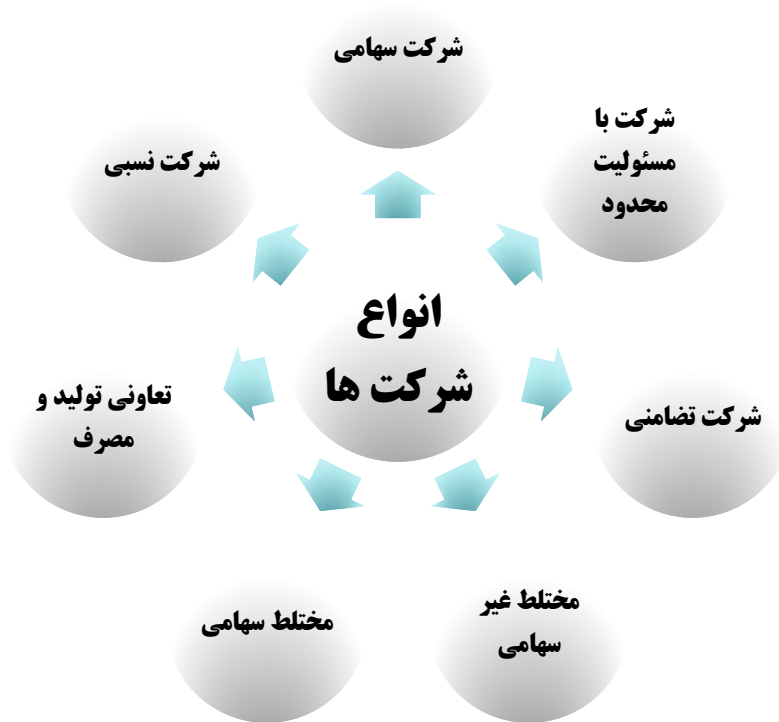 انواع
شرکت ها
شرکت سهامی
شرکت با
مسئولیت
محدود
شرکت تضامنی
مختلط غیر
سهامی
مختلط سهامی
تعاونی تولید و
مصرف
شرکت نسبی